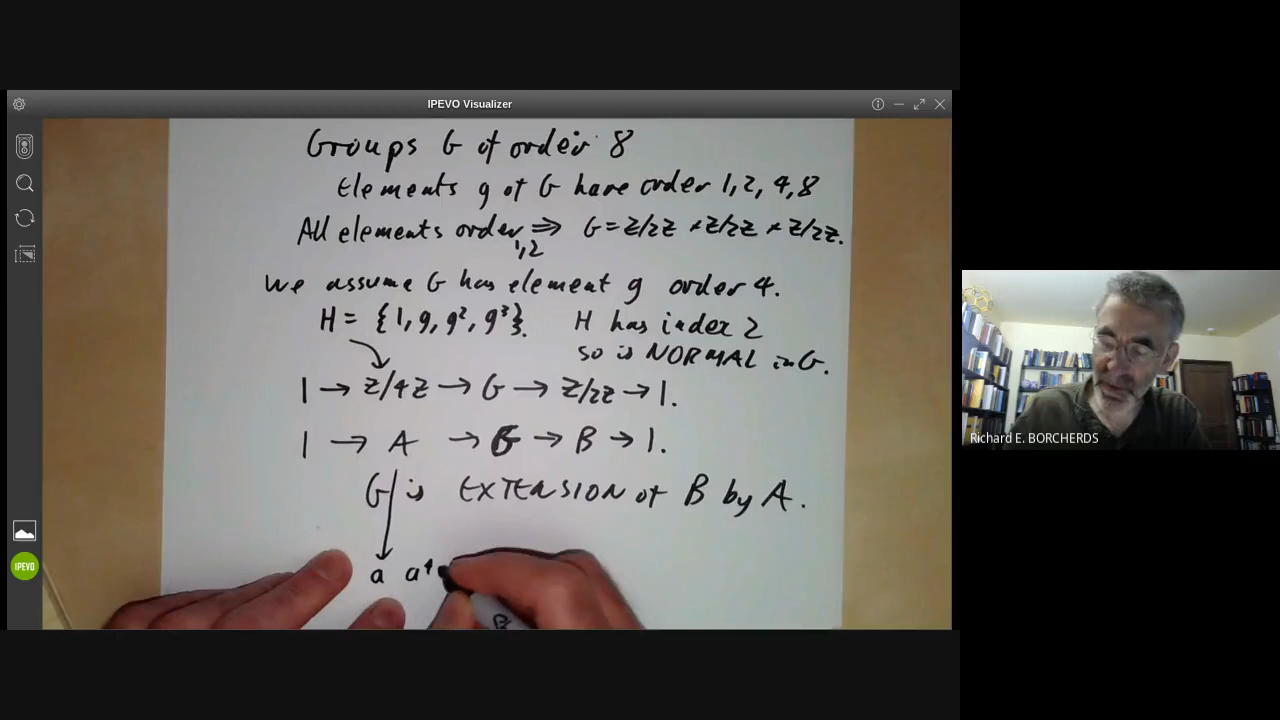 IPEVO Visualizer
Groups G of order 8
Elements g of G have order 1, 2, 4, 8
All elements order 1,2 ⇒ G = Z/2Z × Z/2Z × Z/2Z.
We assume G has element g order 4.
H = {1, g, g², g³}. H has index 2
so is NORMAL in G.
1 → Z/4Z → G → Z/2Z → 1.
1 → A → G → B → 1.
G is EXTENSION of B by A.
a a⁴
IPEVO
Richard E. BORCHERDS